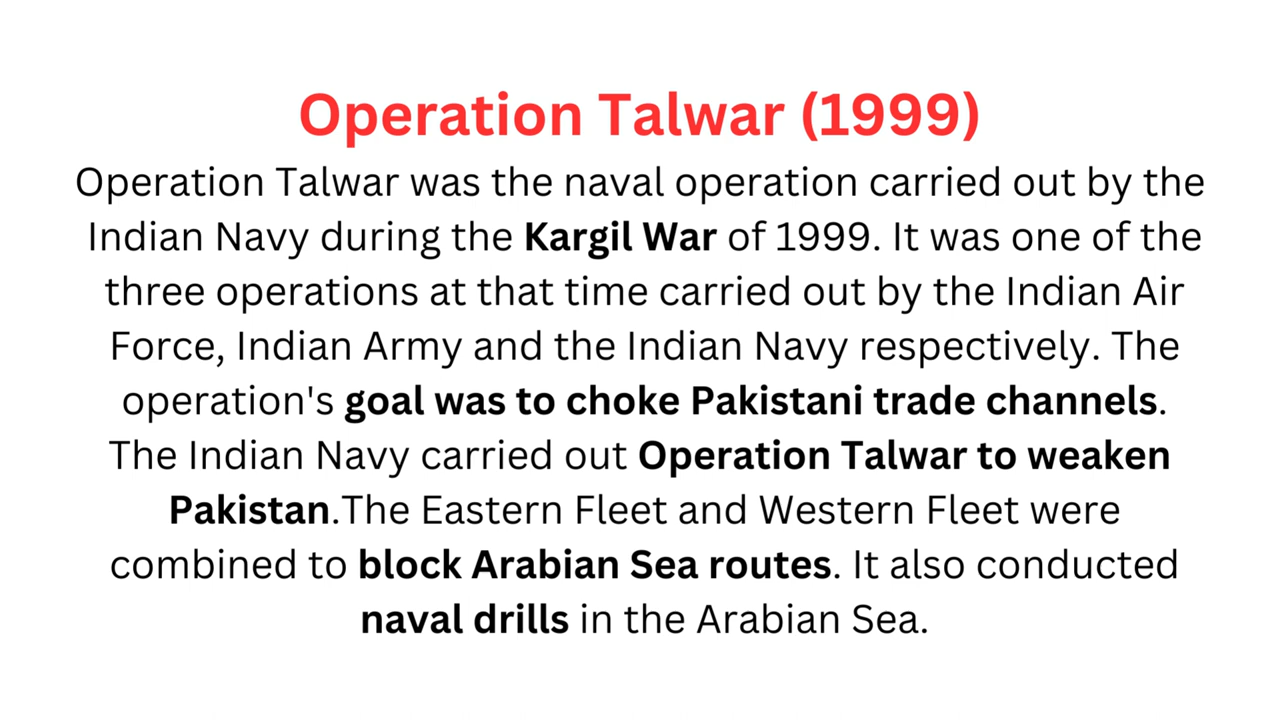 Operation Talwar (1999)
Operation Talwar was the naval operation carried out by the
Indian Navy during the Kargil War of 1999. It was one of the
three operations at that time carried out by the Indian Air
Force, Indian Army and the Indian Navy respectively. The
operation's goal was to choke Pakistani trade channels.
The Indian Navy carried out Operation Talwar to weaken
Pakistan.The Eastern Fleet and Western Fleet were
combined to block Arabian Sea routes. It also conducted
naval drills in the Arabian Sea.